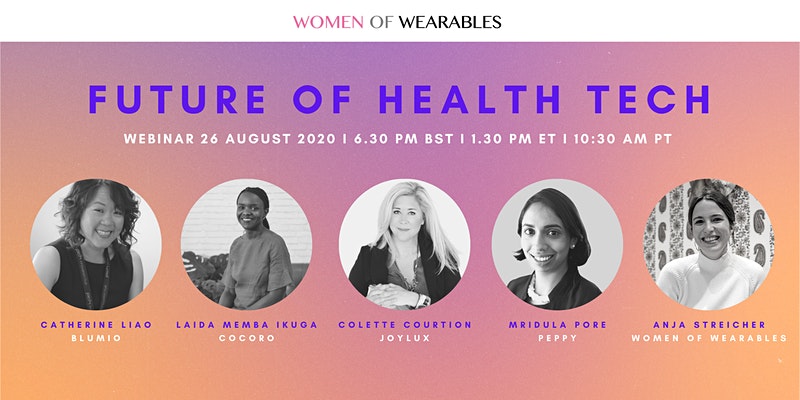 WOMEN OF WEARABLES
FUTURE OF HEALTH TECH
WEBINAR 26 AUGUST 2020 I 6.30 PM BST I 1.30 PM ET I 10:30 AM PT
CATHERINE LIAO
BLUMIO
LAIDA MEMBA IKUGA
COCORO
COLETTE COURTION
JOYLUX
MRIDULA PORE
PEPPY
ANJA STREICHER
WOMEN OF WEARABLES